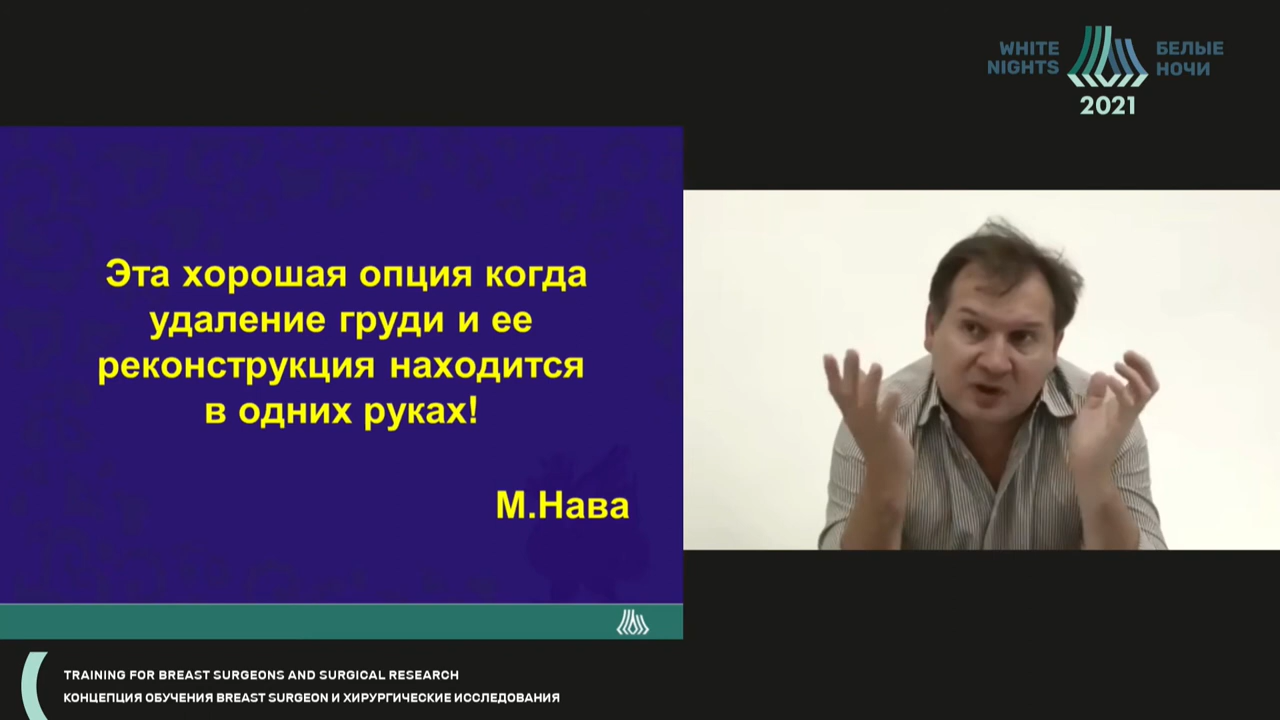 WHITE NIGHTS
БЕЛЫЕ НОЧИ
2021
Эта хорошая опция когда
удаление груди и ее
реконструкция находится
в одних руках!
М.Нава
TRAINING FOR BREAST SURGEONS AND SURGICAL RESEARCH
КОНЦЕПЦИЯ ОБУЧЕНИЯ BREAST SURGEON И ХИРУРГИЧЕСКИЕ ИССЛЕДОВАНИЯ